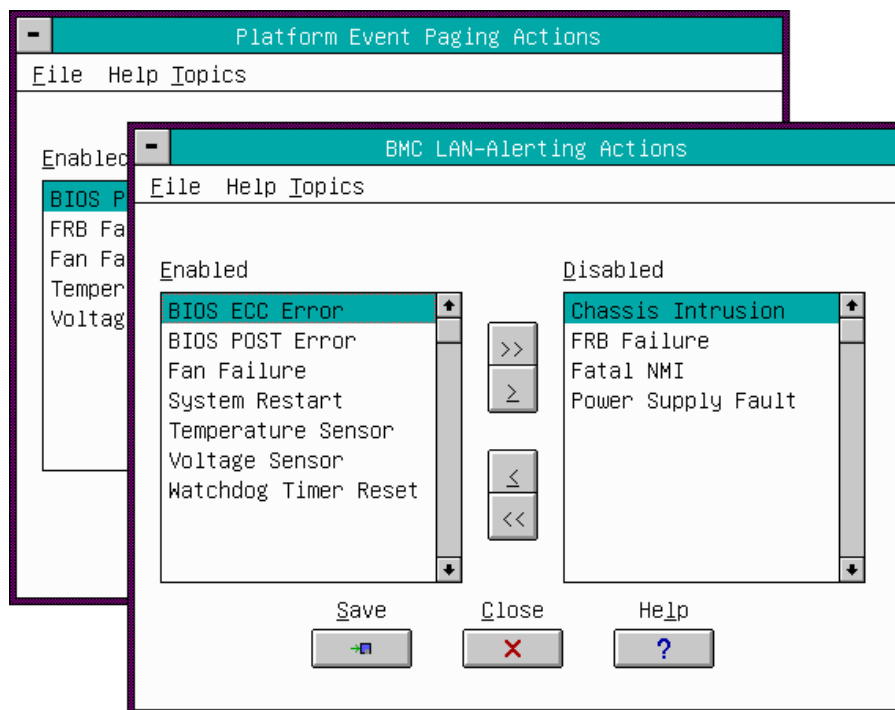 Platform Event Paging Actions
File Help Topics
Enabled
BIOS P
FRB Fa
Fan Fa
Temper
Voltag
BMC LAN-Alerting Actions
File Help Topics
Enabled
BIOS ECC Error
BIOS POST Error
Fan Failure
System Restart
Temperature Sensor
Voltage Sensor
Watchdog Timer Reset
>>
>
<
<<
Disabled
Chassis Intrusion
FRB Failure
Fatal NMI
Power Supply Fault
Save Close Help
?